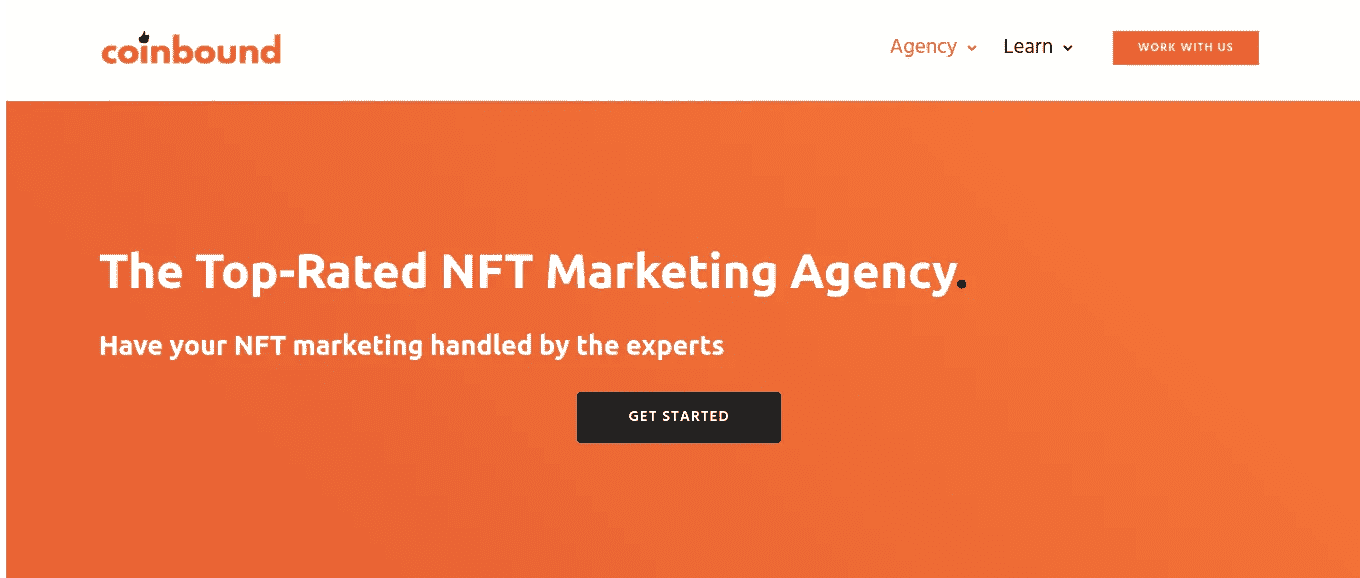 coinbound
Agency
Learn
WORK WITH US
The Top-Rated NFT Marketing Agency.
Have your NFT marketing handled by the experts
GET STARTED